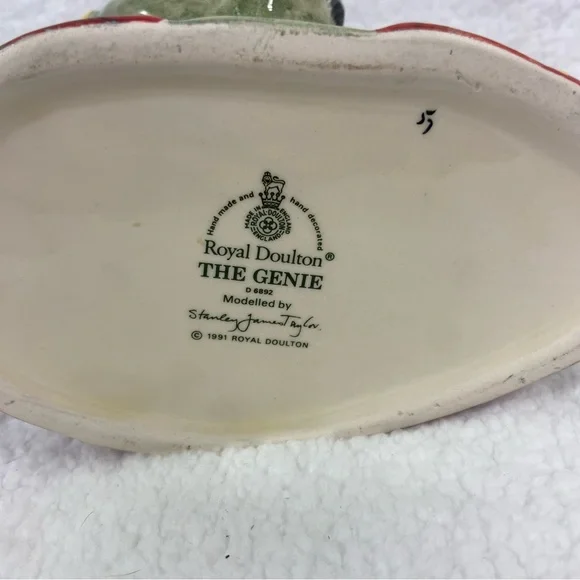 Hand made and hand decorated
MADE IN ENGLAND
ROYAL DOULTON
ENGLAND
Royal Doulton®
THE GENIE
D 6892
Modelled by
Stanley James Taylor.
© 1991 ROYAL DOULTON